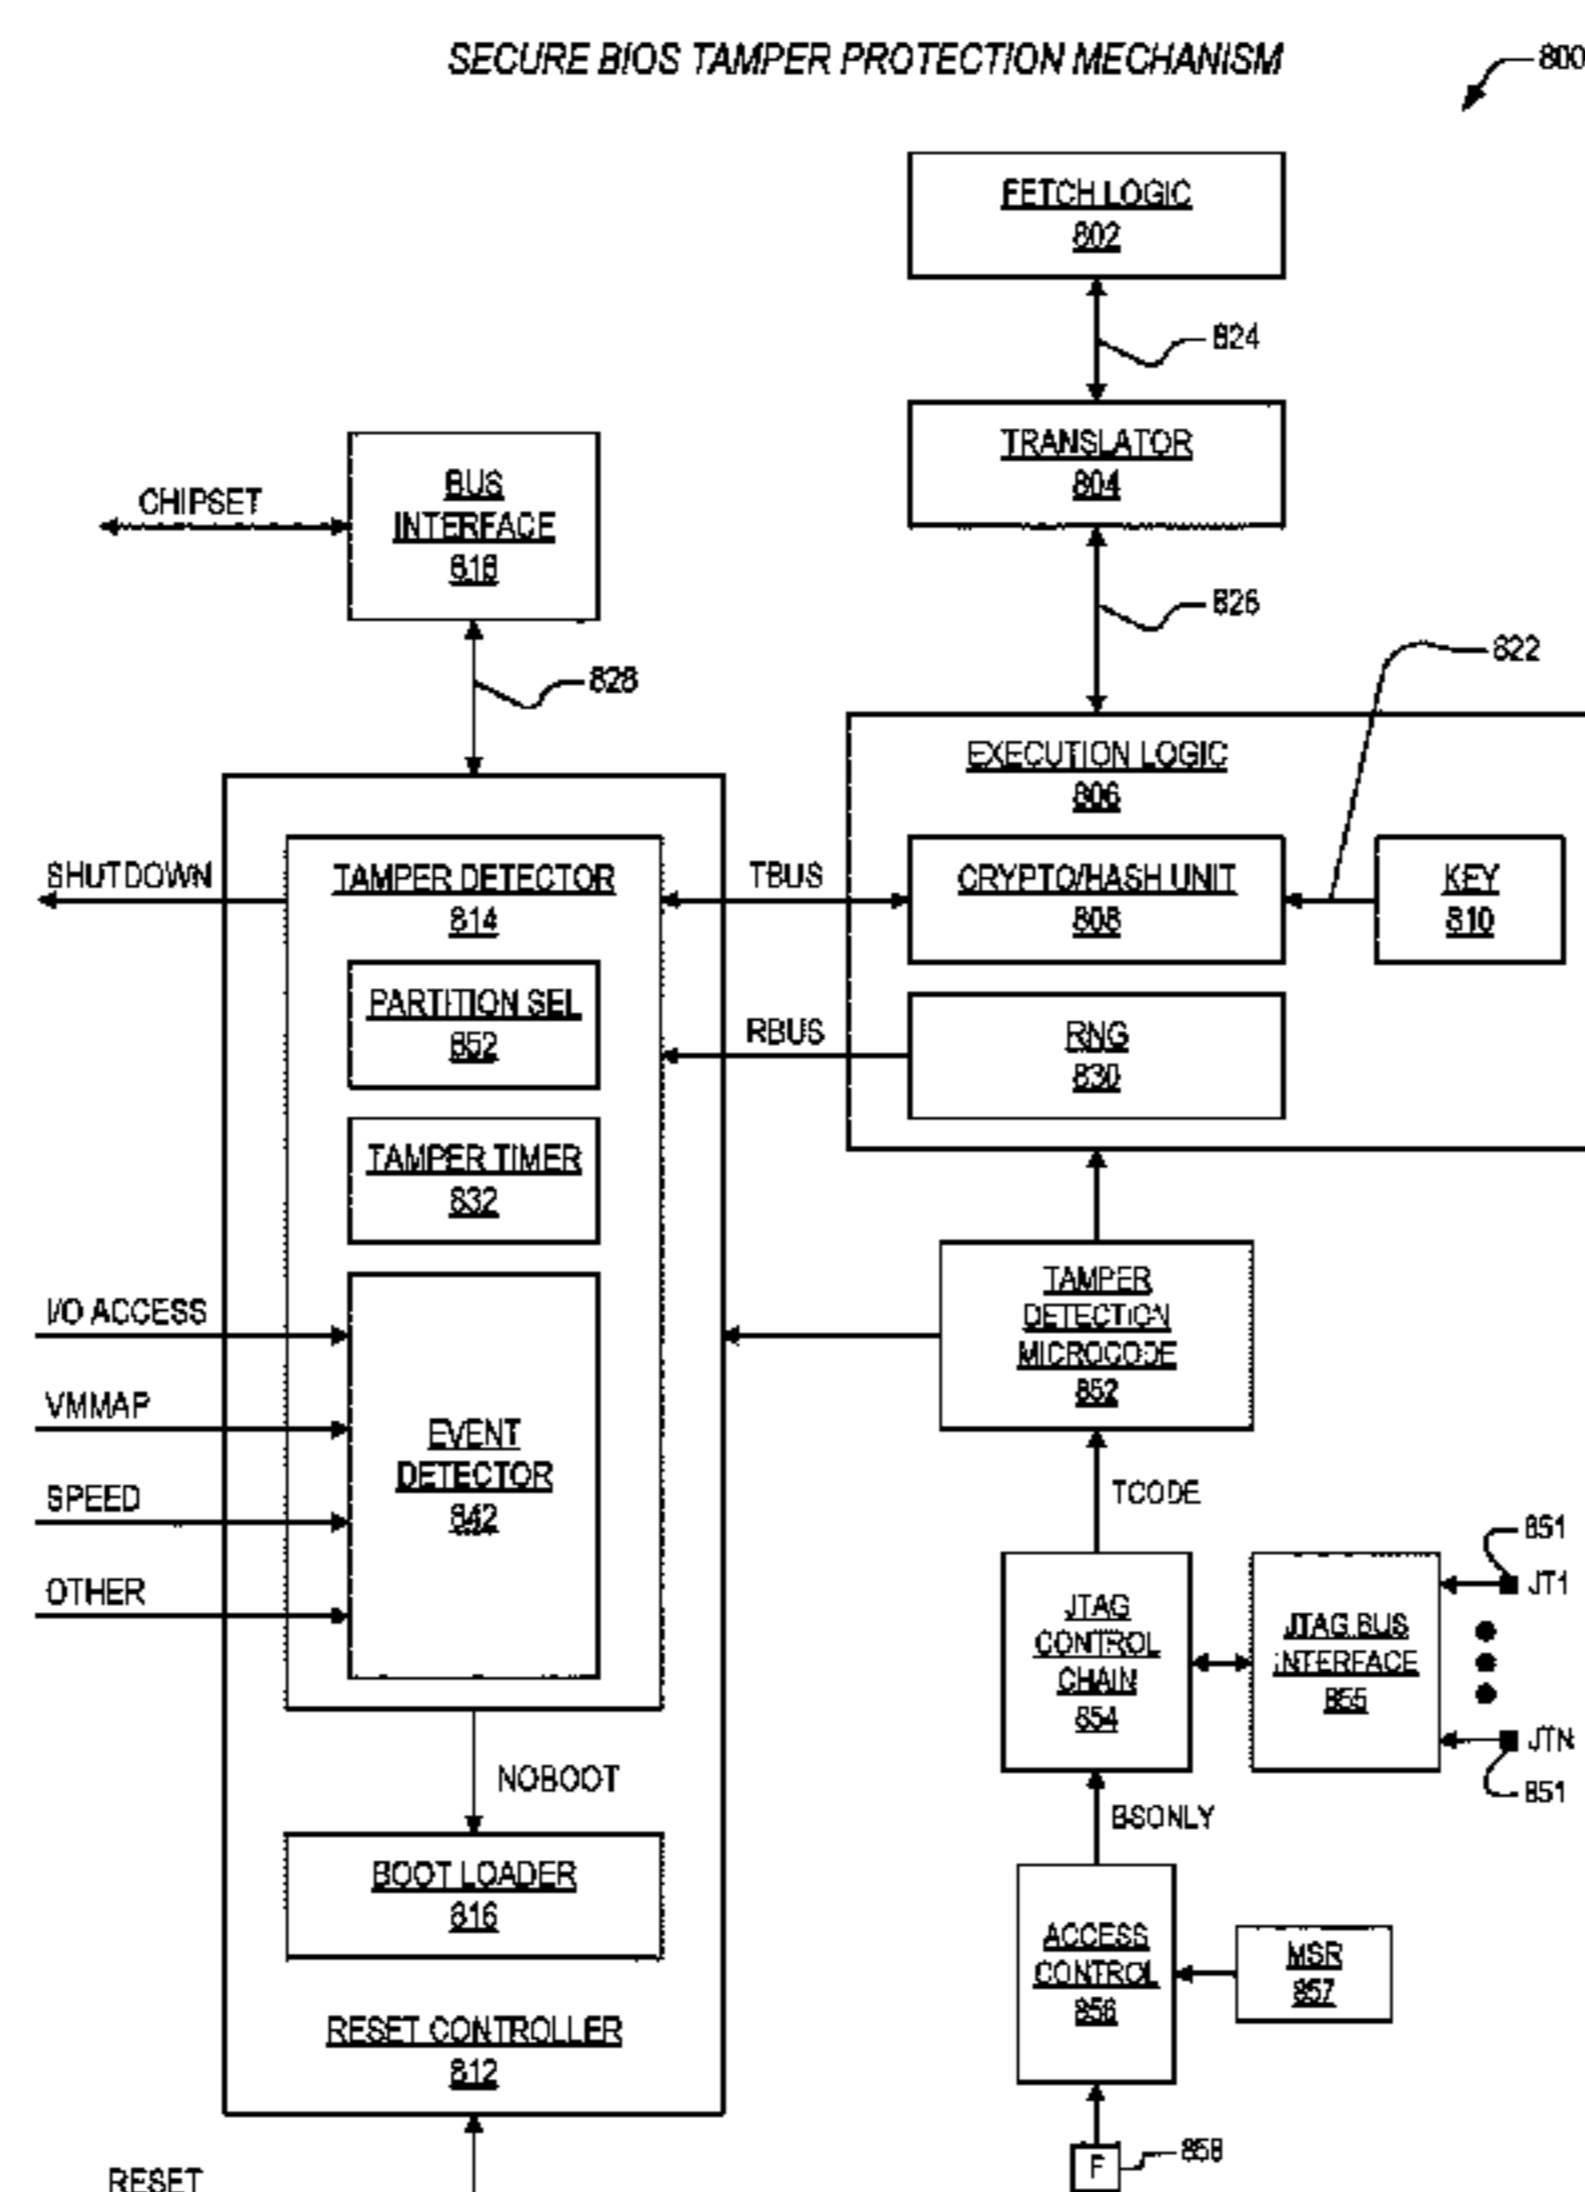 SECURE BIOS TAMPER PROTECTION MECHANISM
800
FETCH LOGIC
802
824
TRANSLATOR
804
826
CHIPSET
BUS
INTERFACE
818
828
822
EXECUTION LOGIC
806
SHUTDOWN
TAMPER DETECTOR
814
TBUS
CRYPTO/HASH UNIT
808
KEY
810
PARTITION SEL
852
RBUS
RNG
830
TAMPER TIMER
832
I/O ACCESS
VMMAP
SPEED
OTHER
EVENT
DETECTOR
842
TAMPER
DETECTION
MICROCODE
852
TCODE
JTAG
CONTROL
CHAIN
854
JTAG BUS
INTERFACE
855
851
JT1
JTN
851
NOBOOT
BSONLY
BOOT LOADER
816
ACCESS
CONTROL
856
MSR
857
RESET CONTROLLER
812
RESET
F
858